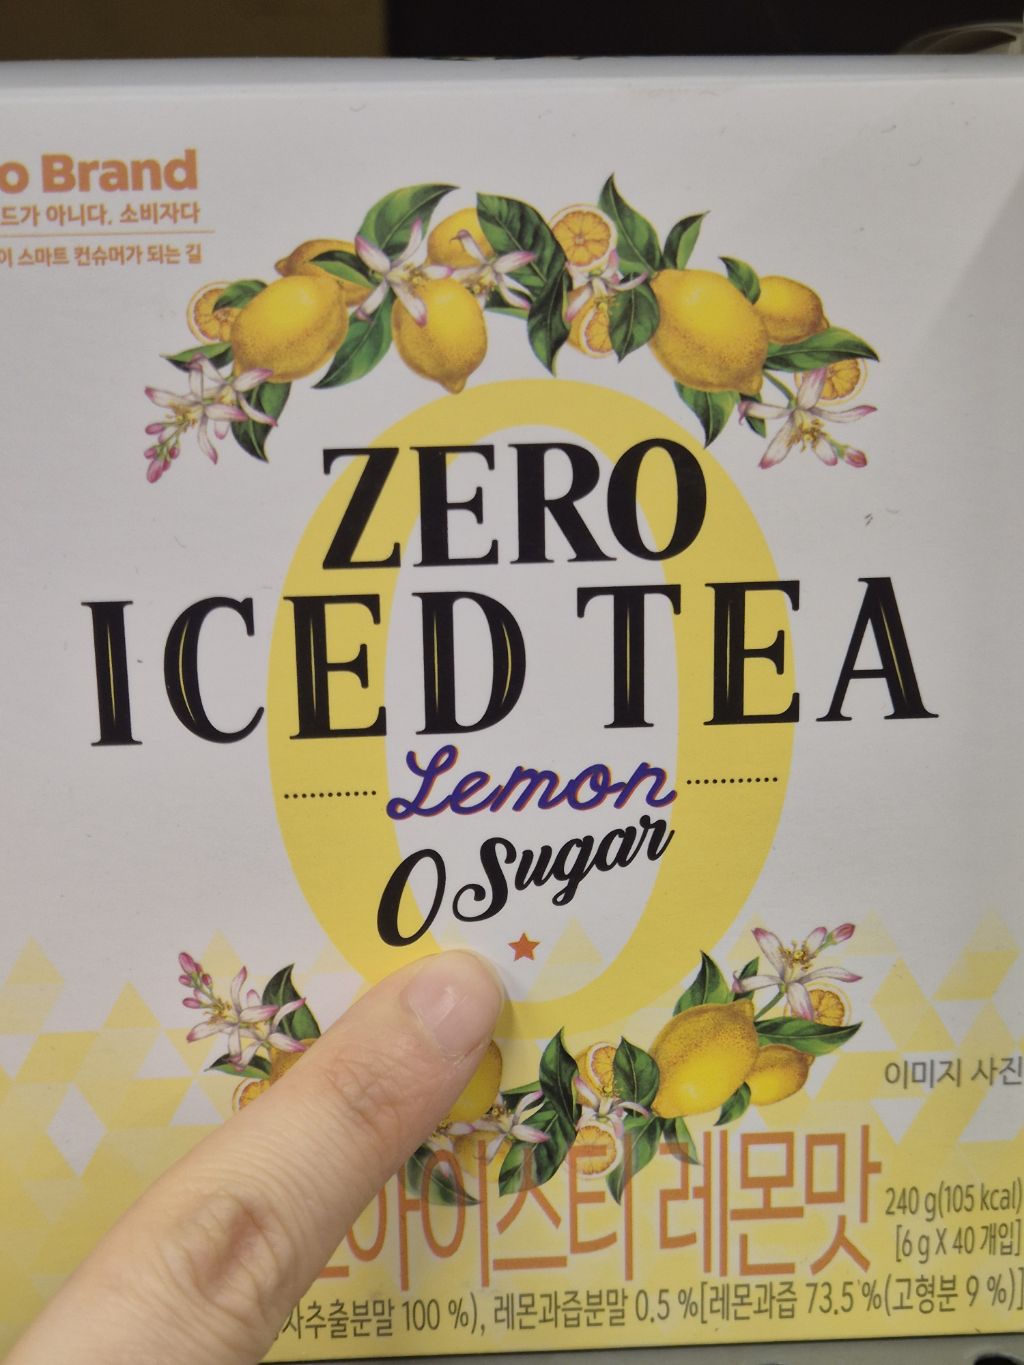 o Brand
드가 아니다. 소비자다
이 스마트 컨슈머가 되는 길
ZERO
ICED TEA
Lemon
0 Sugar
이미지 사진
아이스티 레몬맛
240 g(105 kcal)
[6 g X 40 개입]
차추출분말 100 %), 레몬과즙분말 0.5 %[레몬과즙 73.5 %(고형분 9 %)]